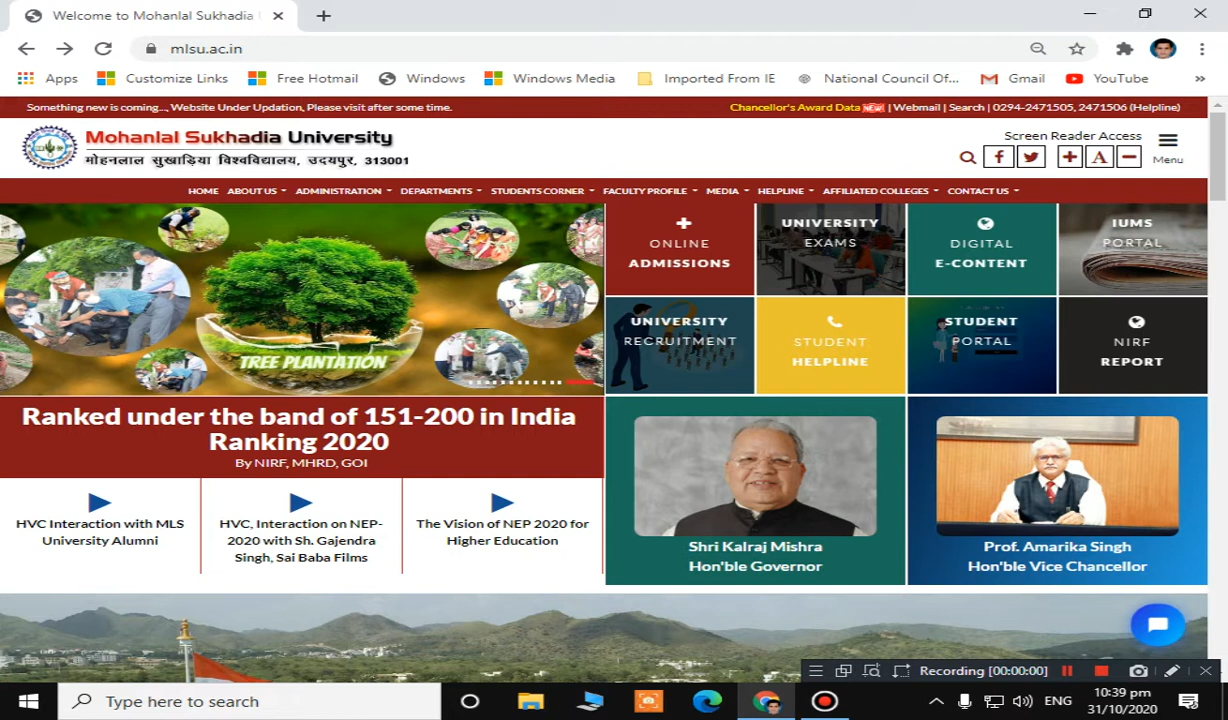 Welcome to Mohanlal Sukhadia U
mlsu.ac.in
Apps Customize Links Free Hotmail Windows Windows Media Imported From IE National Council Of... Gmail YouTube »
Something new is coming..., Website Under Updation, Please visit after some time.
Chancellor's Award Data NEW | Webmail | Search | 0294-2471505, 2471506 (Helpline)
Mohanlal Sukhadia University
मोहनलाल सुखाड़िया विश्वविद्यालय, उदयपुर, 313001
Screen Reader Access
A
Menu
HOME ABOUT US ADMINISTRATION DEPARTMENTS STUDENTS CORNER FACULTY PROFILE MEDIA HELPLINE AFFILIATED COLLEGES CONTACT US
TREE PLANTATION
ONLINE
ADMISSIONS
UNIVERSITY
EXAMS
DIGITAL
E-CONTENT
IUMS
PORTAL
UNIVERSITY
RECRUITMENT
STUDENT
HELPLINE
STUDENT
PORTAL
NIRF
REPORT
Ranked under the band of 151-200 in India
Ranking 2020
By NIRF, MHRD, GOI
HVC Interaction with MLS
University Alumni
HVC, Interaction on NEP-
2020 with Sh. Gajendra
Singh, Sai Baba Films
The Vision of NEP 2020 for
Higher Education
Shri Kalraj Mishra
Hon'ble Governor
Prof. Amarika Singh
Hon'ble Vice Chancellor
Recording [00:00:00]
Type here to search
ENG
10:39 pm
31/10/2020